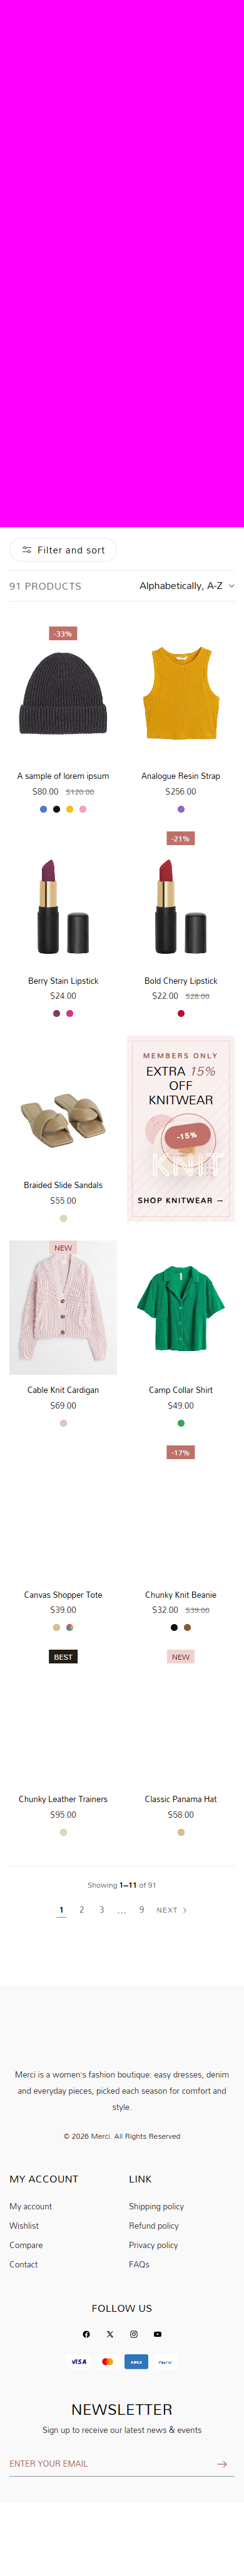 Filter and sort
91 PRODUCTS
Alphabetically, A-Z
-33%
A sample of lorem ipsum
$80.00 $120.00
Analogue Resin Strap
$256.00
Berry Stain Lipstick
$24.00
-21%
Bold Cherry Lipstick
$22.00 $28.00
Braided Slide Sandals
$55.00
MEMBERS ONLY
EXTRA 15%
OFF
KNITWEAR
-15%
KNIT
SHOP KNITWEAR →
NEW
Cable Knit Cardigan
$69.00
Camp Collar Shirt
$49.00
Canvas Shopper Tote
$39.00
-17%
Chunky Knit Beanie
$32.00 $39.00
BEST
Chunky Leather Trainers
$95.00
NEW
Classic Panama Hat
$58.00
Showing 1–11 of 91
1 2 3 … 9 NEXT
Merci is a women's fashion boutique: easy dresses, denim
and everyday pieces, picked each season for comfort and
style.
© 2026 Merci. All Rights Reserved
MY ACCOUNT
My account
Wishlist
Compare
Contact
LINK
Shipping policy
Refund policy
Privacy policy
FAQs
FOLLOW US
VISA
NEWSLETTER
Sign up to receive our latest news & events
ENTER YOUR EMAIL